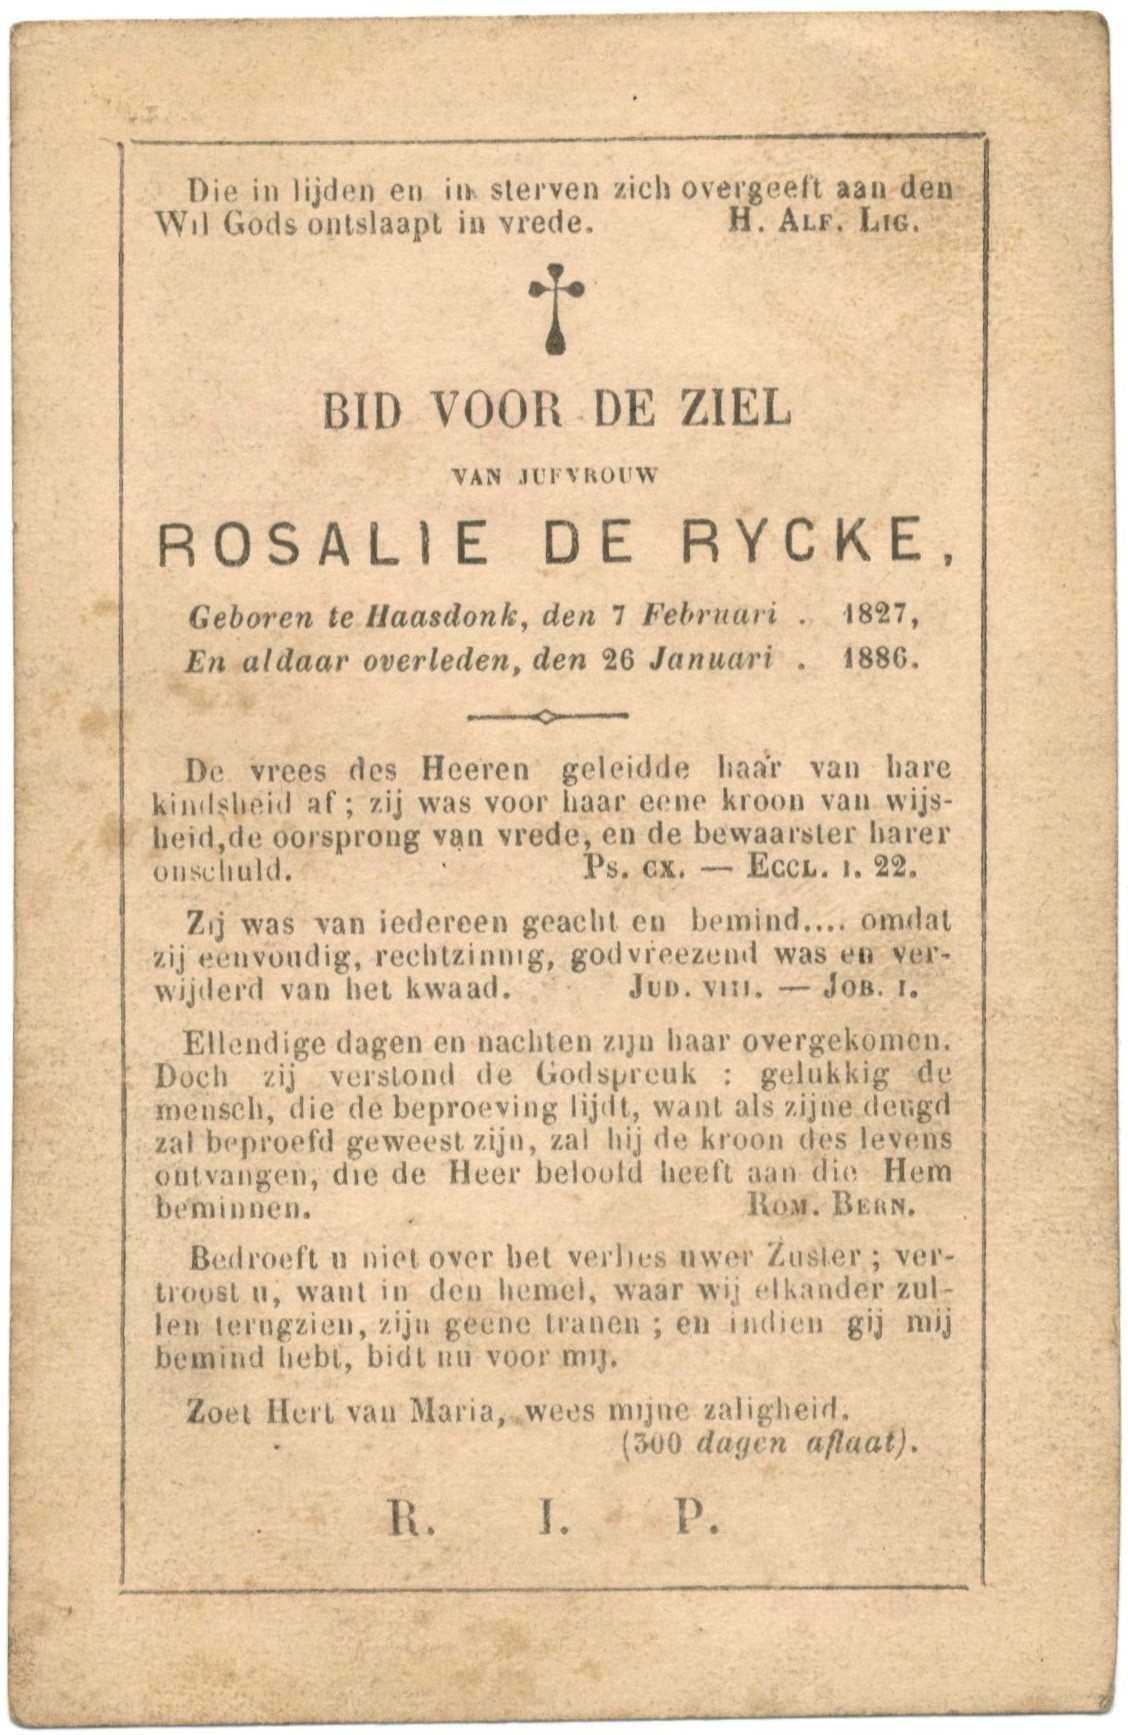 Die in lijden en in sterven zich overgeeft aan den
Wil Gods ontslaapt in vrede. H. ALF. LIG.
BID VOOR DE ZIEL
VAN JUFVROUW
ROSALIE DE RYCKE,
Geboren te Haasdonk, den 7 Februari . 1827,
En aldaar overleden, den 26 Januari . 1886.
De vrees des Heeren geleidde haar van hare
kindsheid af ; zij was voor haar eene kroon van wijs-
heid, de oorsprong van vrede, en de bewaarster harer
onschuld. Ps. CX. — ECCL. I. 22.
Zij was van iedereen geacht en bemind.... omdat
zij eenvoudig, rechtzinnig, godvreezend was en ver-
wijderd van het kwaad. JUD. VIII. — JOB. I.
Ellendige dagen en nachten zijn haar overgekomen.
Doch zij verstond de Godspreuk : gelukkig de
mensch, die de beproeving lijdt, want als zijne deugd
zal beproefd geweest zijn, zal hij de kroon des levens
ontvangen, die de Heer beloofd heeft aan die Hem
beminnen. ROM. BERN.
Bedroeft u niet over het verlies uwer Zuster ; ver-
troost u, want in den hemel, waar wij elkander zul-
len terugzien, zijn geene tranen ; en indien gij mij
bemind hebt, bidt nu voor mij.
Zoet Hert van Maria, wees mijne zaligheid.
(300 dagen aflaat).
R. I. P.